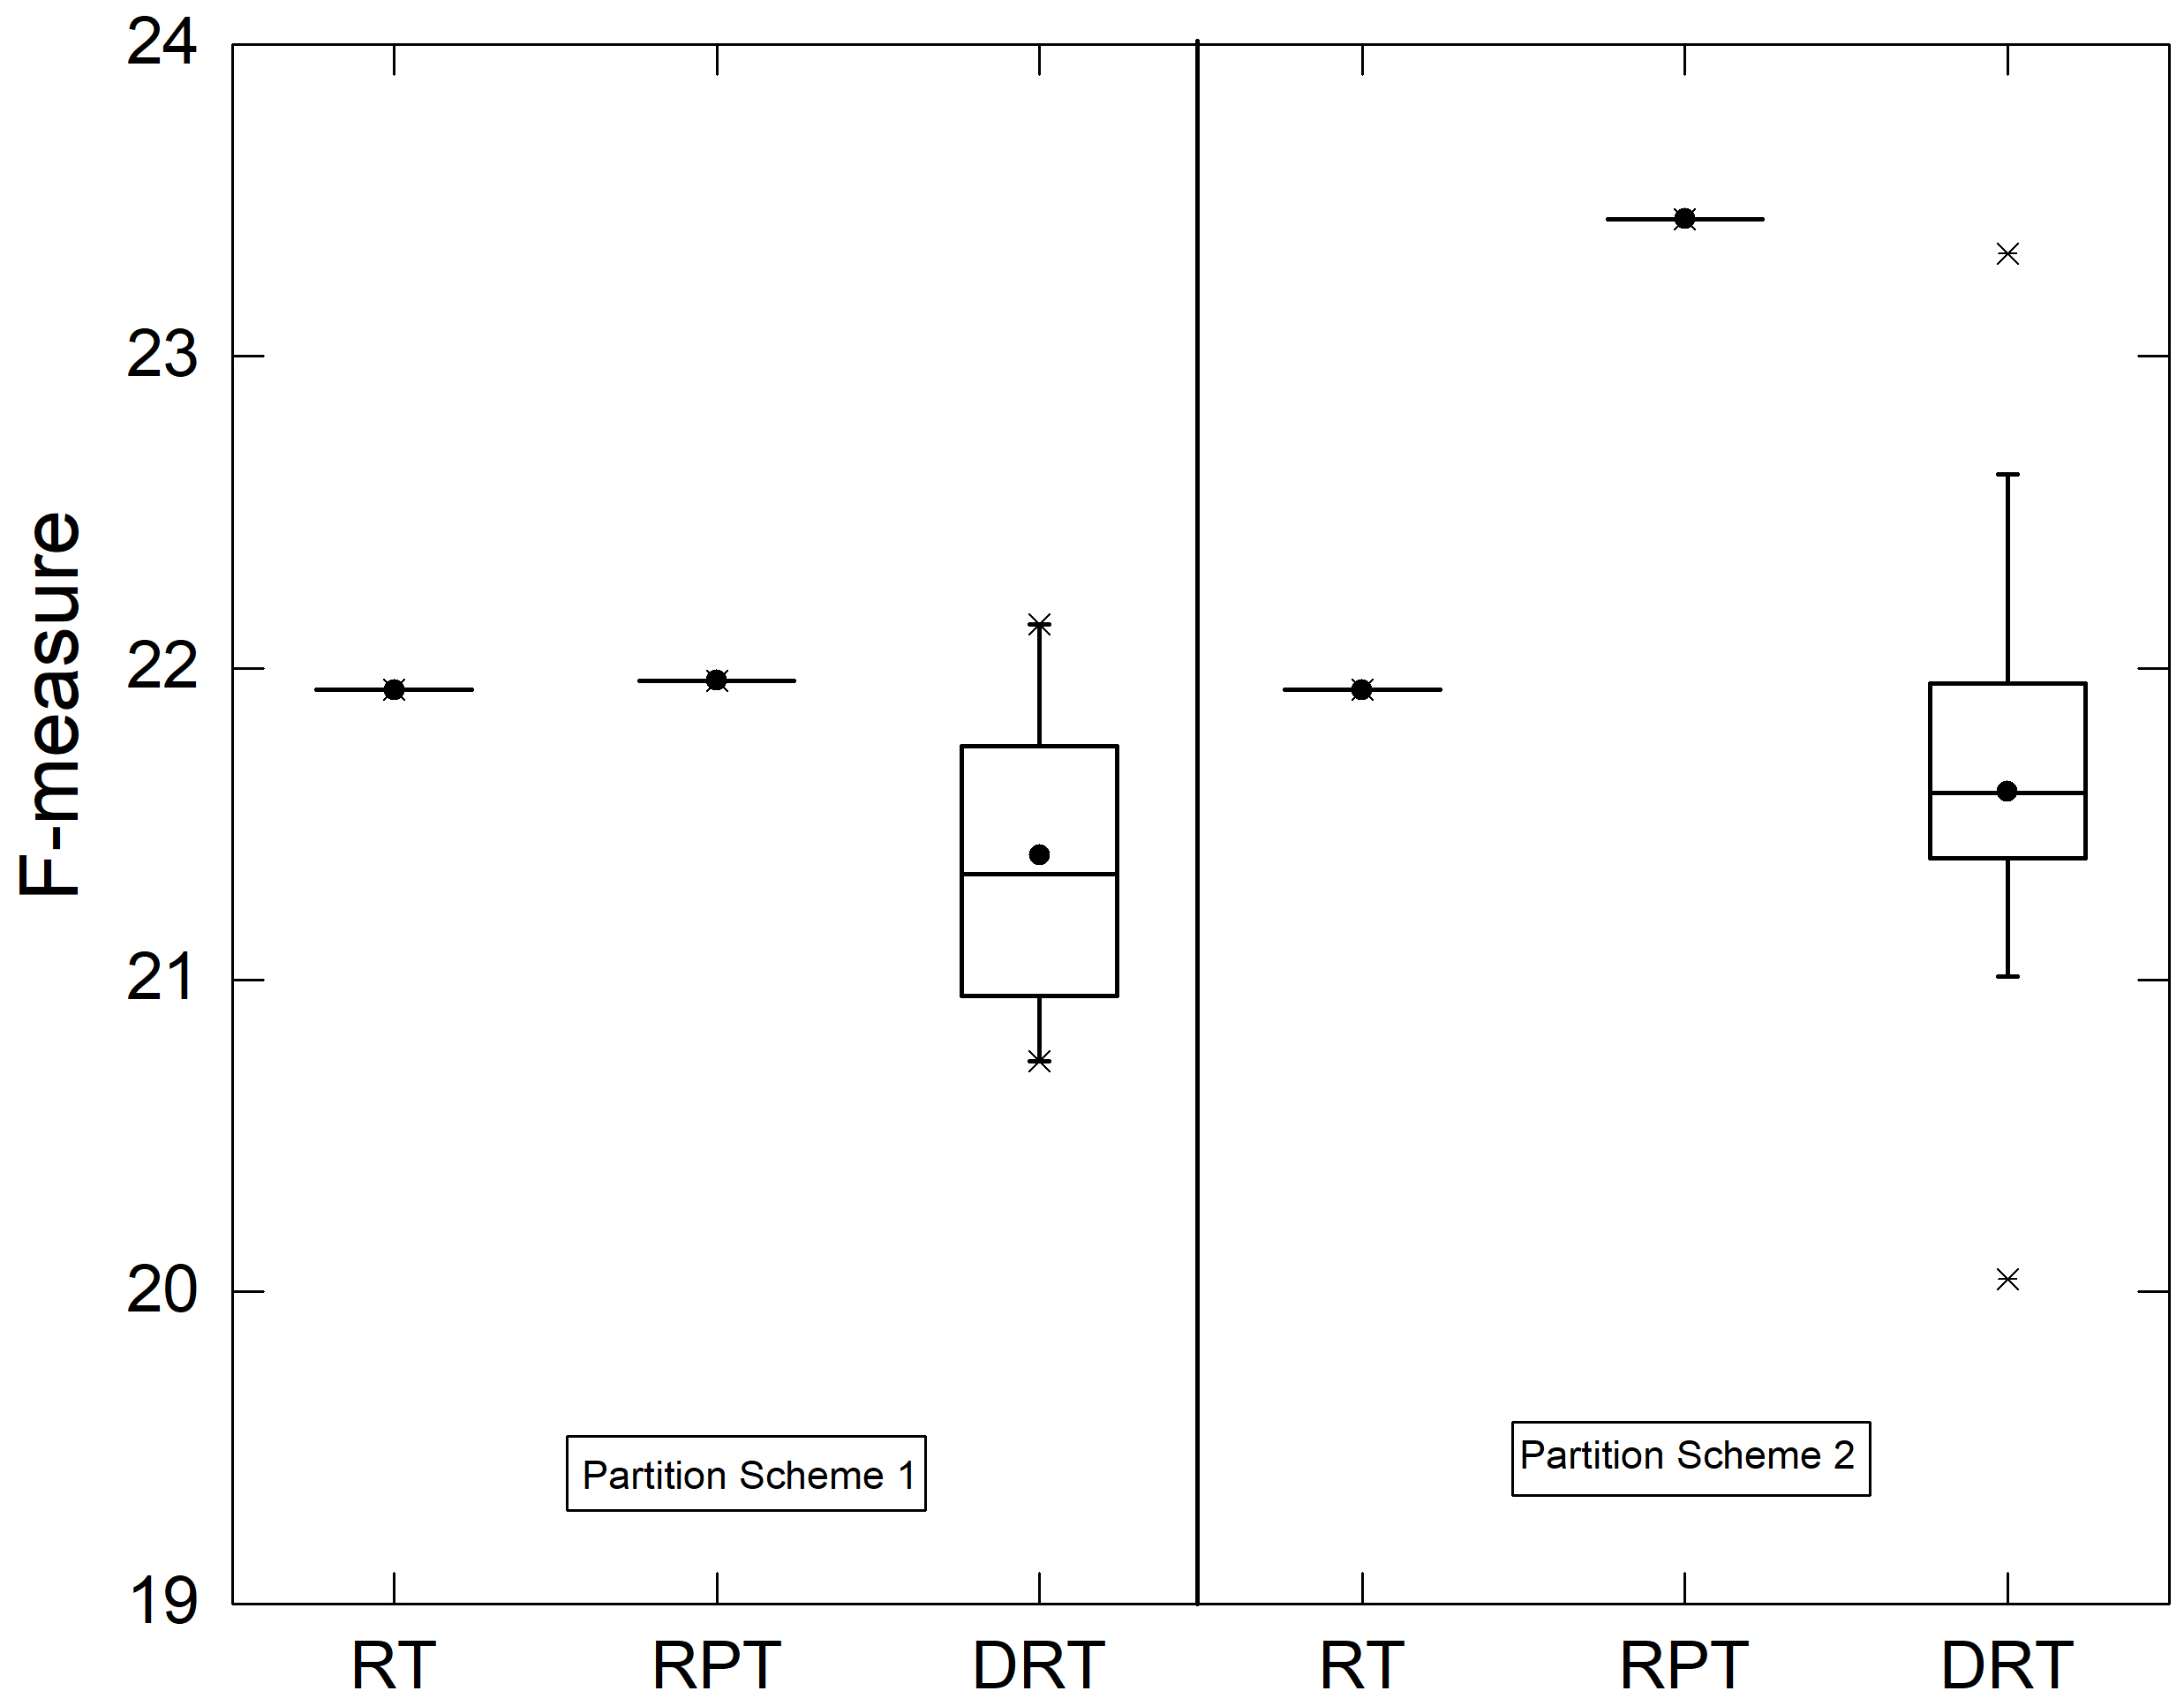 F-measure
24
23
22
21
20
19
Partition Scheme 1
Partition Scheme 2
RT RPT DRT RT RPT DRT